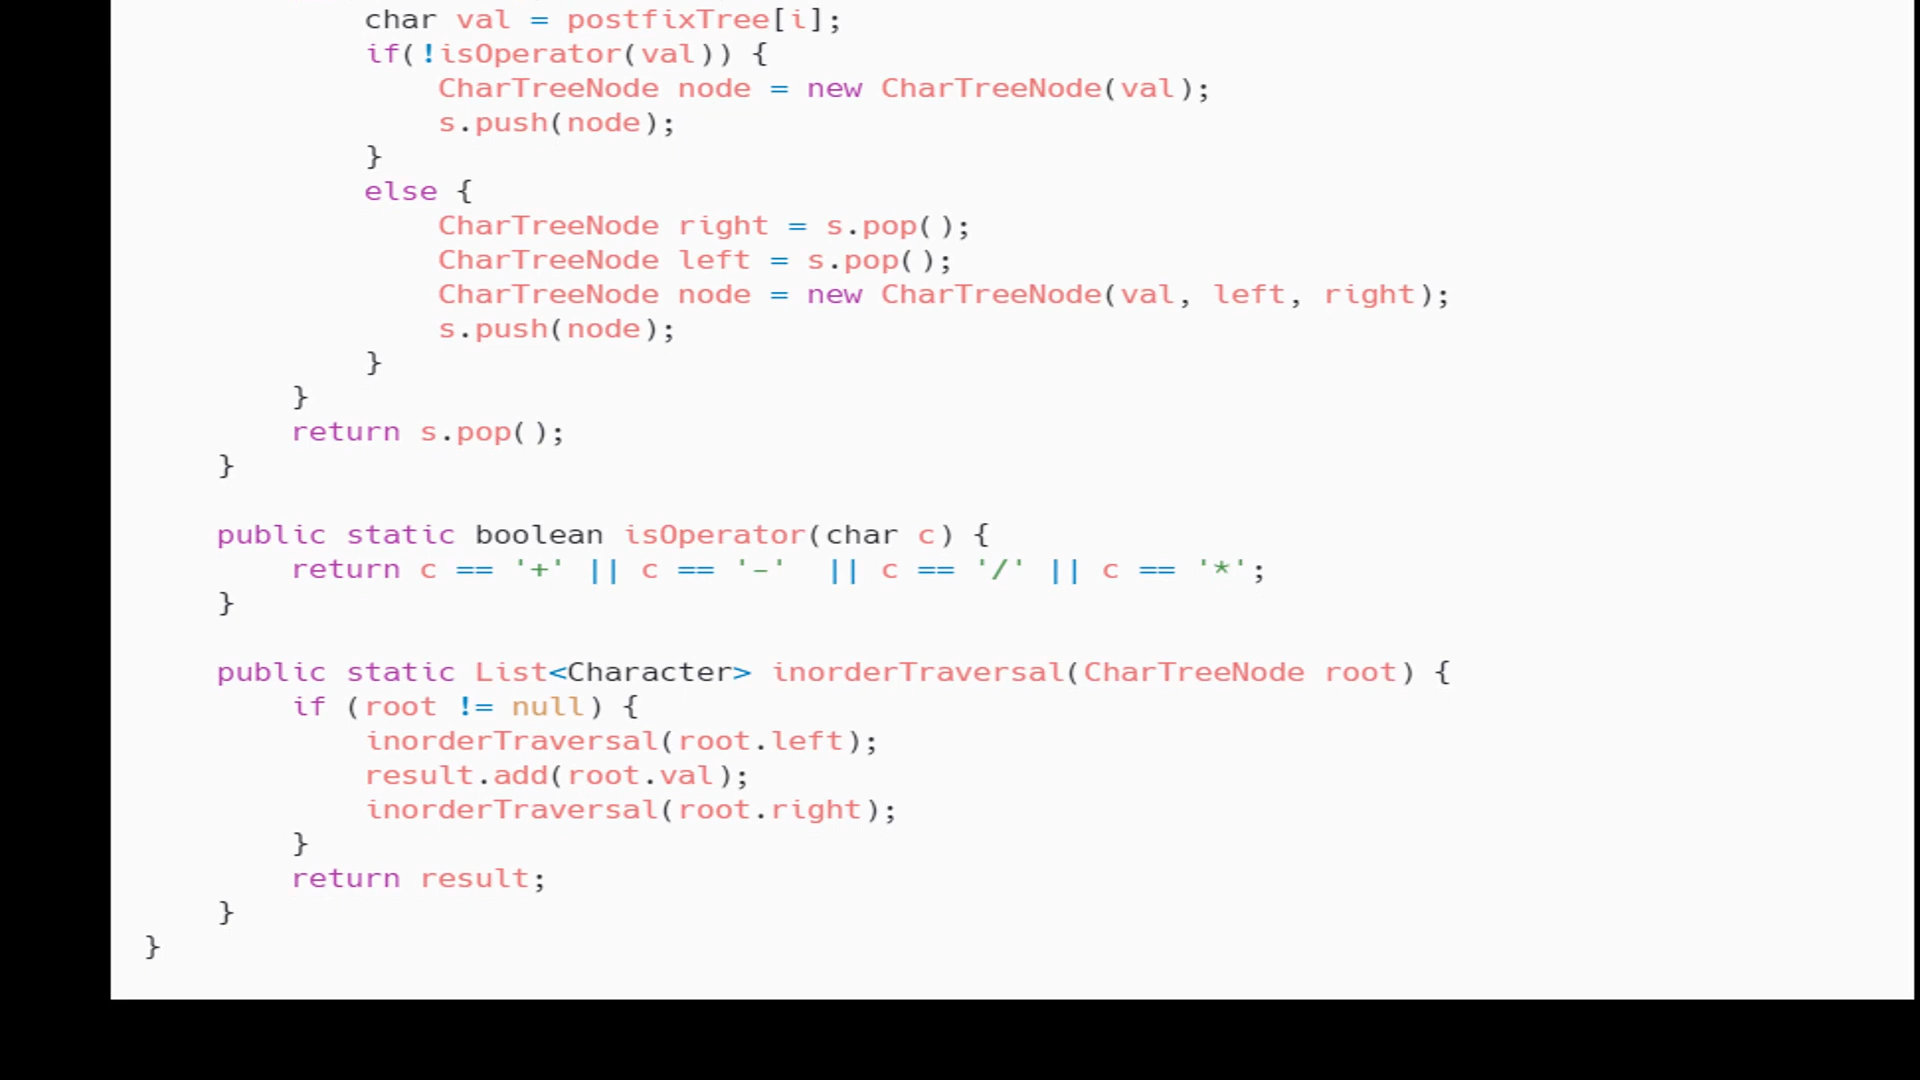 char val = postfixTree[i];
if(!isOperator(val)) {
CharTreeNode node = new CharTreeNode(val);
s.push(node);
}
else {
CharTreeNode right = s.pop();
CharTreeNode left = s.pop();
CharTreeNode node = new CharTreeNode(val, left, right);
s.push(node);
}
}
return s.pop();
}
public static boolean isOperator(char c) {
return c == '+' || c == '-'  || c == '/' || c == '*';
}
public static List<Character> inorderTraversal(CharTreeNode root) {
if (root != null) {
inorderTraversal(root.left);
result.add(root.val);
inorderTraversal(root.right);
}
return result;
}
}